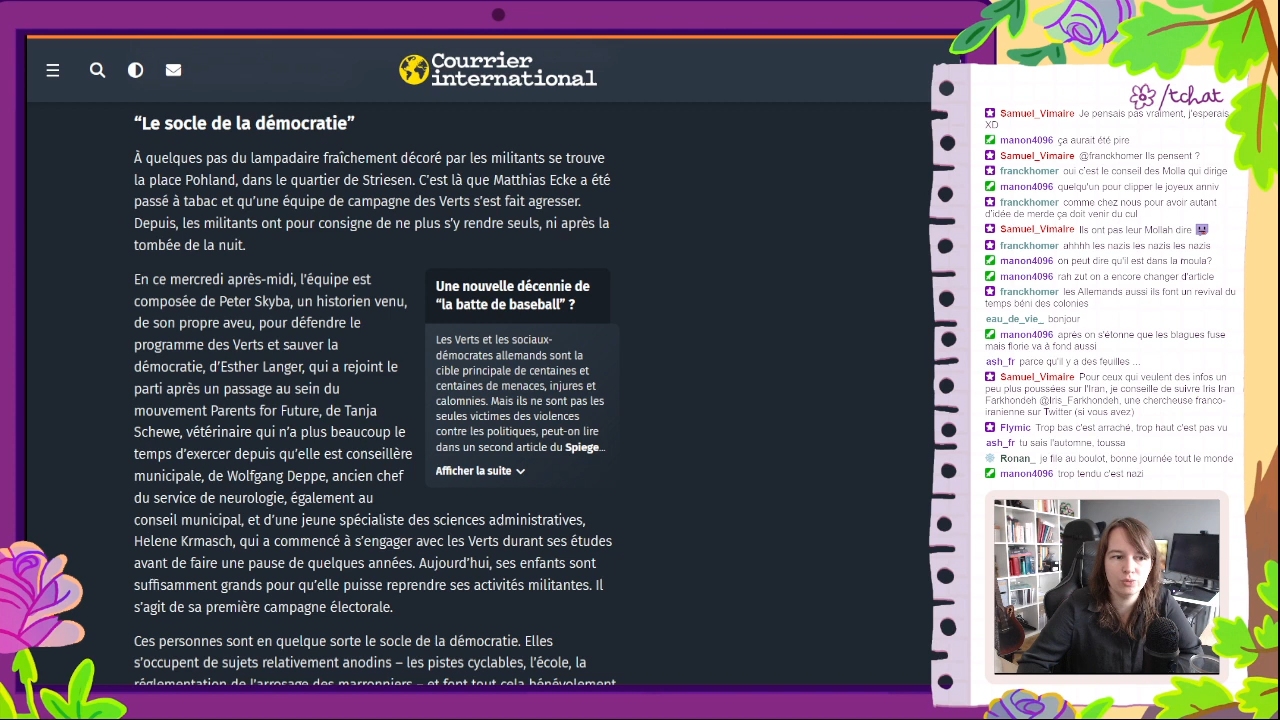 Courrier
international
“Le socle de la démocratie”
À quelques pas du lampadaire fraîchement décoré par les militants se trouve
la place Pohland, dans le quartier de Striesen. C’est là que Matthias Ecke a été
passé à tabac et qu’une équipe de campagne des Verts s’est fait agresser.
Depuis, les militants ont pour consigne de ne plus s’y rendre seuls, ni après la
tombée de la nuit.
En ce mercredi après-midi, l’équipe est
composée de Peter Skyba, un historien venu,
de son propre aveu, pour défendre le
programme des Verts et sauver la
démocratie, d’Esther Langer, qui a rejoint le
parti après un passage au sein du
mouvement Parents for Future, de Tanja
Schewe, vétérinaire qui n’a plus beaucoup le
temps d’exercer depuis qu’elle est conseillère
municipale, de Wolfgang Deppe, ancien chef
du service de neurologie, également au
conseil municipal, et d’une jeune spécialiste des sciences administratives,
Helene Krmasch, qui a commencé à s’engager avec les Verts durant ses études
avant de faire une pause de quelques années. Aujourd’hui, ses enfants sont
suffisamment grands pour qu’elle puisse reprendre ses activités militantes. Il
s’agit de sa première campagne électorale.
Ces personnes sont en quelque sorte le socle de la démocratie. Elles
s’occupent de sujets relativement anodins – les pistes cyclables, l’école, la
réglementation de l’arrosage des marronniers – et font tout cela bénévolement
Une nouvelle décennie de
“la batte de baseball” ?
Les Verts et les sociaux-
démocrates allemands sont la
cible principale de centaines et
centaines de menaces, injures et
calomnies. Mais ils ne sont pas les
seules victimes des violences
contre les politiques, peut-on lire
dans un second article du Spiege…
Afficher la suite
/tchat
Samuel_Vimaire Je pensais pas vraiment, j'esperais
XD
manon4096 ça aurait été pire
Samuel_Vimaire @franckhomer Ils pensent ?
franckhomer oui c'est le conseil des Molla qui dirige
manon4096 quelqu'un pour clipper le joyeux anniv
franckhomer comme chez nous pour avoir autant
d'idée de merde ça doit venir du cul
Samuel_Vimaire Ils ont pas leur Mollah dire
franckhomer ahhhh les nazis les nazis les nazis
manon4096 on peut dire qu'il est dans la moula?
manon4096 rah zut on a encore changer d'article
franckhomer les Allemands aussi ils font un revival du
temps béni des colonies
eau_de_vie_ bonjour
manon4096 après on s'étonne que les blagues fuse
mais florie va à fond aussi
ash_fr parce qu'il y a des feuilles ...
Samuel_Vimaire Pour ceux qui veulent des infos un
peu plus poussées sur l'Iran, je conseille de suivre Iris Iran
Farkhondeh @Iris_Farkhondeh, une chercheuse franco-
iranienne sur Twitter (si vous avez)
Flymic Trop bas c'est arraché, trop haut c'est pas vu
ash_fr tu sais l'automne, toussa
Ronan_ je file au boulot, bonne journée tout le monde
manon4096 trop tendu c'est nazi